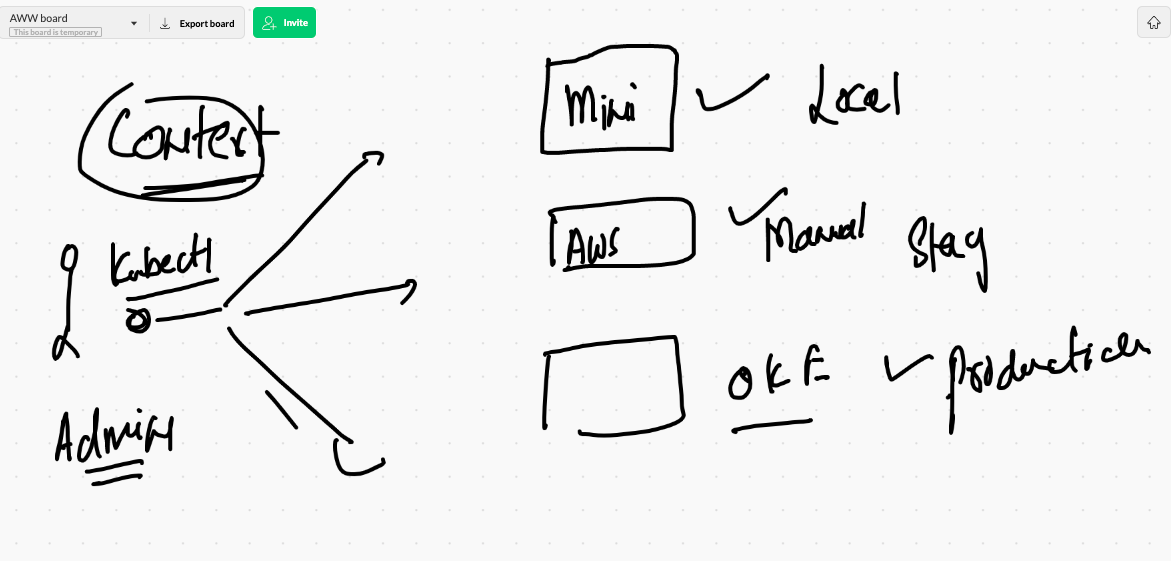 AWW board
This board is temporary
Export board
Invite
Context
Mini
Local
Kubectl
AWS
Manual
Stag
Admin
OKE
Production